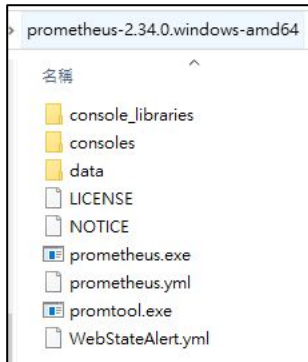 prometheus-2.34.0.windows-amd64
名稱
console_libraries
consoles
data
LICENSE
NOTICE
prometheus.exe
prometheus.yml
promtool.exe
WebStateAlert.yml